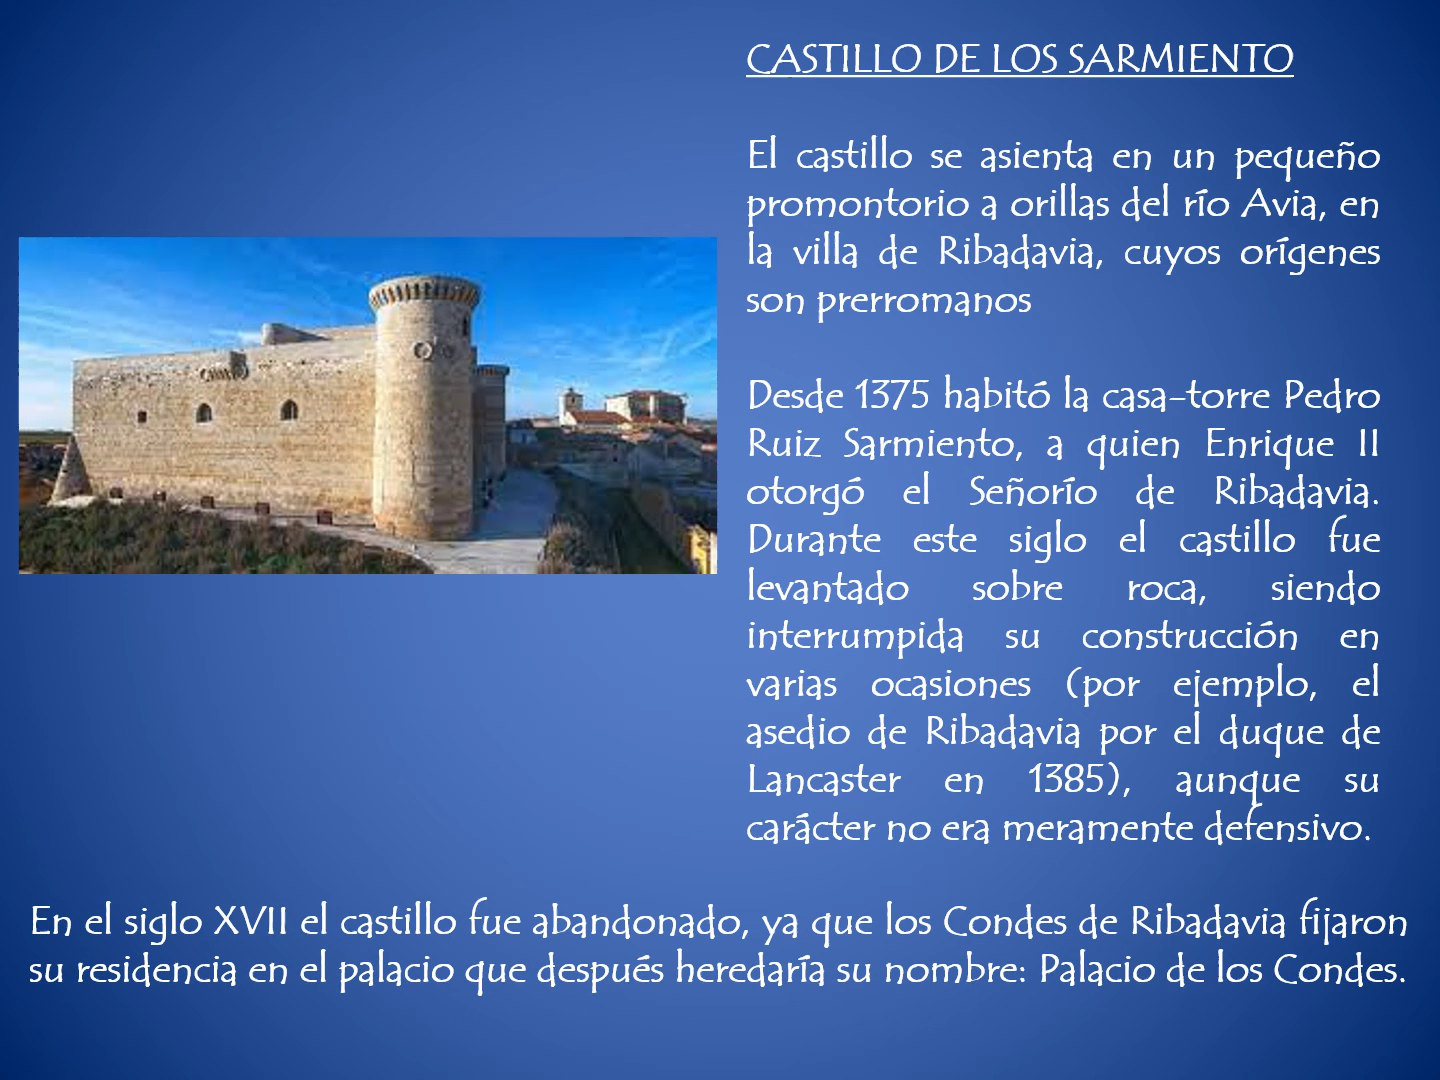 CASTILLO DE LOS SARMIENTO
El castillo se asienta en un pequeño
promontorio a orillas del río Avia, en
la villa de Ribadavia, cuyos orígenes
son prerromanos
Desde 1375 habitó la casa-torre Pedro
Ruiz Sarmiento, a quien Enrique II
otorgó el Señorío de Ribadavia.
Durante este siglo el castillo fue
levantado sobre roca, siendo
interrumpida su construcción en
varias ocasiones (por ejemplo, el
asedio de Ribadavia por el duque de
Lancaster en 1385), aunque su
carácter no era meramente defensivo.
En el siglo XVII el castillo fue abandonado, ya que los Condes de Ribadavia fijaron
su residencia en el palacio que después heredaría su nombre: Palacio de los Condes.